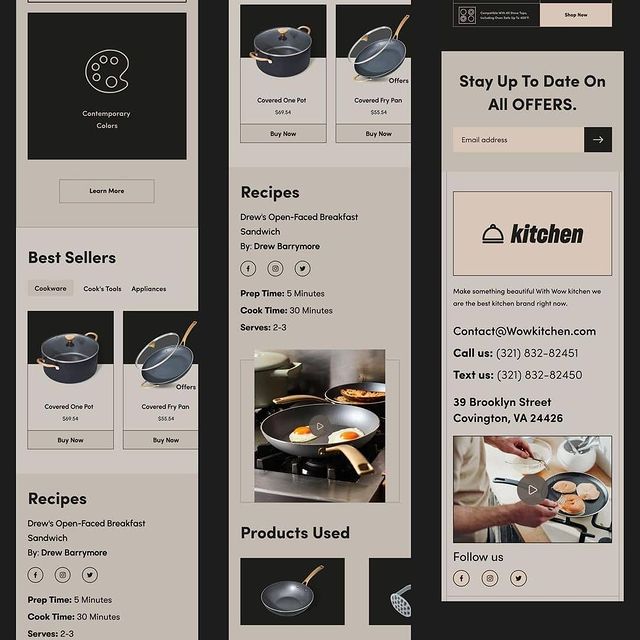 Contemporary
Colors
Learn More
Best Sellers
Cookware
Cook's Tools
Appliances
Offers
Covered One Pot
$69.54
Buy Now
Covered Fry Pan
$55.54
Buy Now
Recipes
Drew's Open-Faced Breakfast
Sandwich
By: Drew Barrymore
Prep Time: 5 Minutes
Cook Time: 30 Minutes
Serves: 2-3
Offers
Covered One Pot
$69.54
Buy Now
Covered Fry Pan
$55.54
Buy Now
Recipes
Drew's Open-Faced Breakfast
Sandwich
By: Drew Barrymore
Prep Time: 5 Minutes
Cook Time: 30 Minutes
Serves: 2-3
Products Used
Compatible With All Stove Tops,
Including Oven Safe Up To
Shop Now
Stay Up To Date On
All OFFERS.
Email address
kitchen
Make something beautiful With Wow kitchen we
are the best kitchen brand right now.
Contact@Wowkitchen.com
Call us: (321) 832-82451
Text us: (321) 832-82450
39 Brooklyn Street
Covington, VA 24426
Follow us